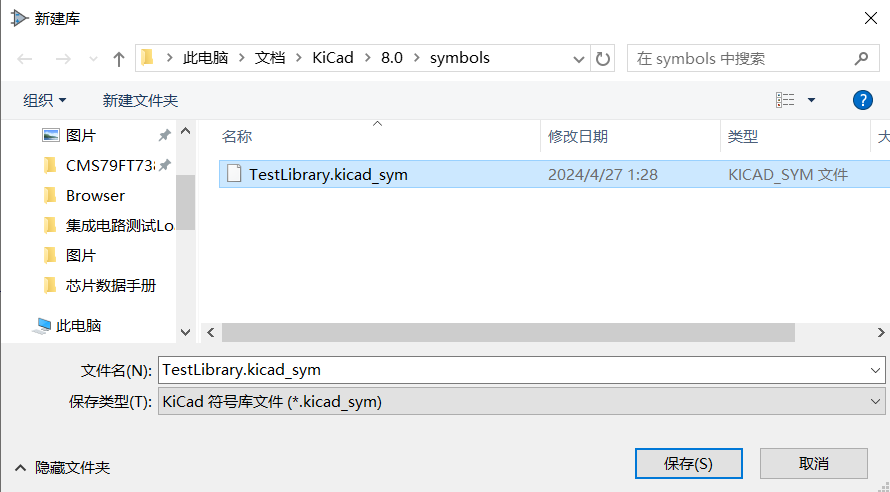 新建库
此电脑 > 文档 > KiCad > 8.0 > symbols
在 symbols 中搜索
组织 新建文件夹
名称 修改日期 类型 大
图片
CMS79FT738
Browser
集成电路测试Lo
图片
芯片数据手册
此电脑
TestLibrary.kicad_sym 2024/4/27 1:28 KICAD_SYM 文件
文件名(N): TestLibrary.kicad_sym
保存类型(T): KiCad 符号库文件 (*.kicad_sym)
隐藏文件夹 保存(S) 取消